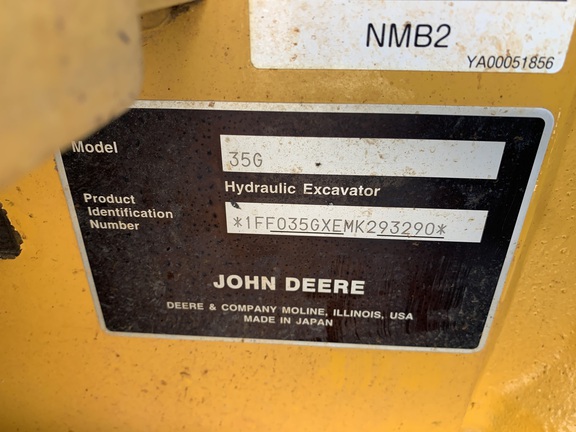 NMB2
YA00051856
Model
35G
Hydraulic Excavator
Product
Identification
Number
*1FF035GXEMK293290*
JOHN DEERE
DEERE & COMPANY MOLINE, ILLINOIS, USA
MADE IN JAPAN